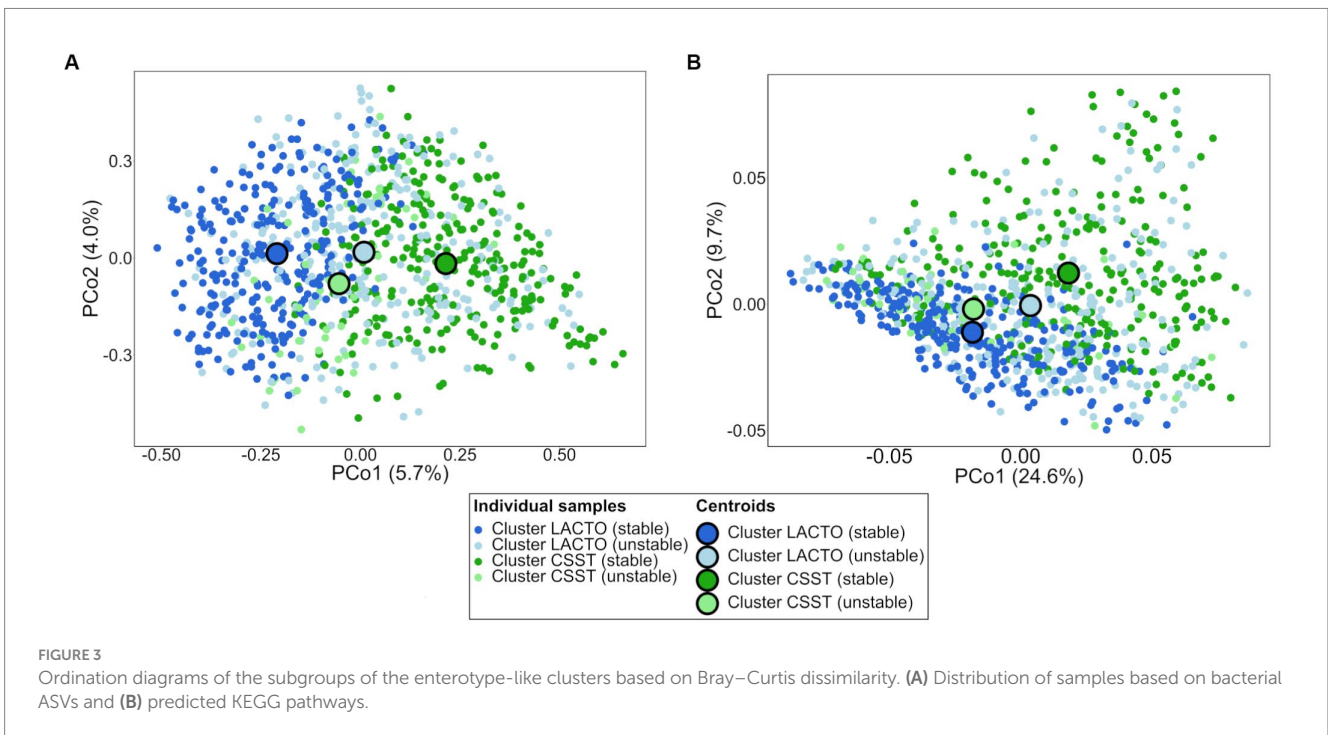 A
0.3
0.0
-0.3
PCo2 (4.0%)
-0.50 -0.25 0.00 0.25 0.50
PCo1 (5.7%)
B
0.05
0.00
-0.05
PCo2 (9.7%)
-0.05 0.00 0.05
PCo1 (24.6%)
Individual samples
Cluster LACTO (stable)
Cluster LACTO (unstable)
Cluster CSST (stable)
Cluster CSST (unstable)
Centroids
Cluster LACTO (stable)
Cluster LACTO (unstable)
Cluster CSST (stable)
Cluster CSST (unstable)
FIGURE 3
Ordination diagrams of the subgroups of the enterotype-like clusters based on Bray–Curtis dissimilarity. (A) Distribution of samples based on bacterial
ASVs and (B) predicted KEGG pathways.